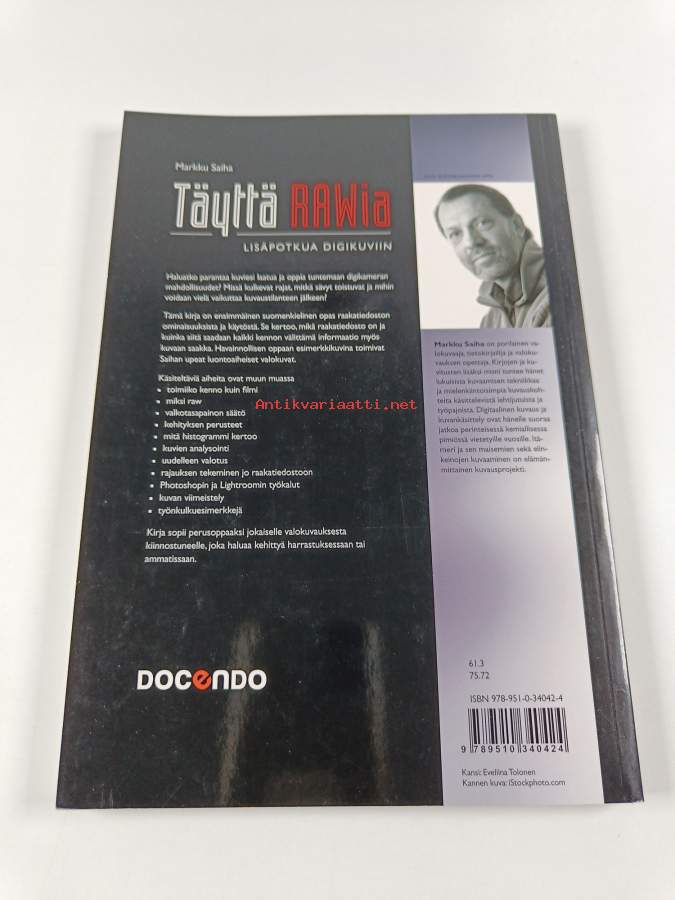 Markku Saiha
Täyttä RAWia
LISÄPOTKUA DIGIKUVIIN
Haluatko parantaa kuviesi laatua ja oppia tuntemaan digikameran
mahdollisuudet? Missä kulkevat rajat, mitkä sävyt toistuvat ja mihin
voidaan vielä vaikuttaa kuvaustilanteen jälkeen?
Tämä kirja on ensimmäinen suomenkielinen opas raakatiedoston
ominaisuuksista ja käytöstä. Se kertoo, mikä raakatiedosto on ja
kuinka siitä saadaan kaikki kennon välittämä informaatio myös
kuvaan saakka. Havainnollisen oppaan esimerkkikuvina toimivat
Saihan upeat luontoaiheiset valokuvat.
Käsiteltäviä aiheita ovat muun muassa
• toimiiko kenno kuin filmi
• miksi raw
• valkotasapainon säätö
• kehityksen perusteet
• mitä histogrammi kertoo
• kuvien analysointi
• uudelleen valotus
• rajauksen tekeminen jo raakatiedostoon
• Photoshopin ja Lightroomin työkalut
• kuvan viimeistely
• työnkulkuesimerkkejä
Kirja sopii perusoppaaksi jokaiselle valokuvauksesta
kiinnostuneelle, joka haluaa kehittyä harrastuksessaan tai
ammatissaan.
DOCENDO
Antikvariaatti.net
Markku Saiha on porilainen va-
lokuvaaja, tietokirjailija ja valoku-
vauksen opettaja. Kirjojen ja ku-
vitusten lisäksi moni tuntee hänet
lukuisista kuvaamisen tekniikkaa
ja mielenkiintoisimpia kuvauskoh-
teita käsittelevistä lehtijutuista ja
työpajoista. Digitaalinen kuvaus ja
kuvankäsittely ovat hänelle suoraa
jatkoa perinteisessä kemiallisessa
pimiössä vietetyille vuosille. Itä-
meri ja sen maisemien sekä elin-
keinojen kuvaaminen on elämän-
mittainen kuvausprojekti.
61.3
75.72
ISBN 978-951-0-34042-4
9 789510 340424
Kansi: Eveliina Tolonen
Kannen kuva: iStockphoto.com